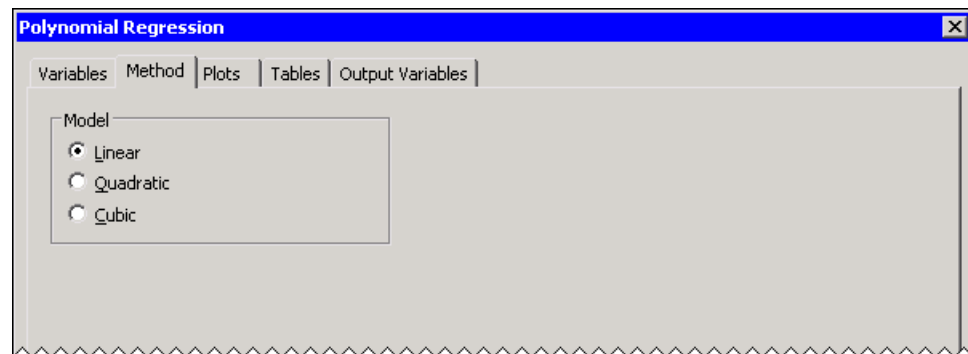 Polynomial Regression
Variables Method Plots Tables Output Variables
Model
Linear
Quadratic
Cubic